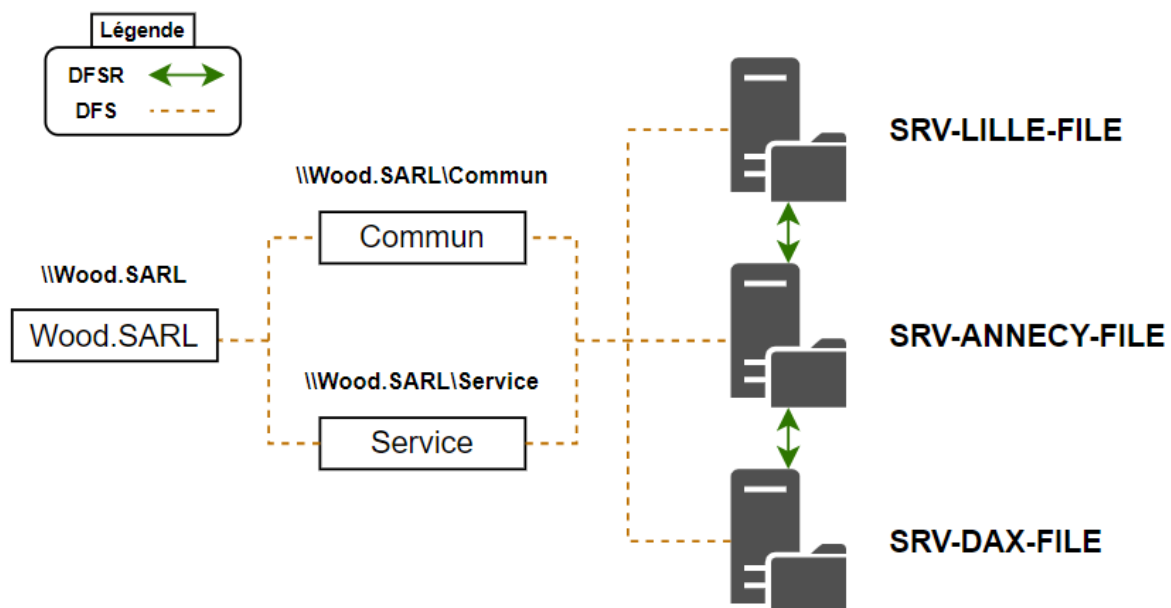 Légende
DFSR
DFS
\\Wood.SARL\Commun
Commun
\\Wood.SARL
Wood.SARL
\\Wood.SARL\Service
Service
SRV-LILLE-FILE
SRV-ANNECY-FILE
SRV-DAX-FILE